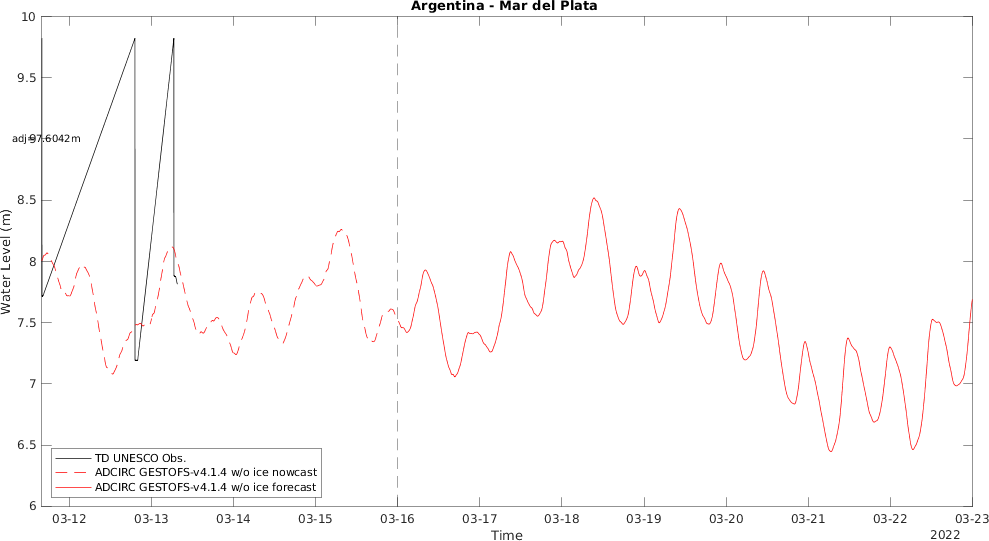 Argentina - Mar del Plata
10
9.5
adj=97.6042m
8.5
8
7.5
7
6.5
6
Water Level (m)
TD UNESCO Obs.
ADCIRC GESTOFS-v4.1.4 w/o ice nowcast
ADCIRC GESTOFS-v4.1.4 w/o ice forecast
03-12 03-13 03-14 03-15 03-16 03-17 03-18 03-19 03-20 03-21 03-22 03-23
Time
2022